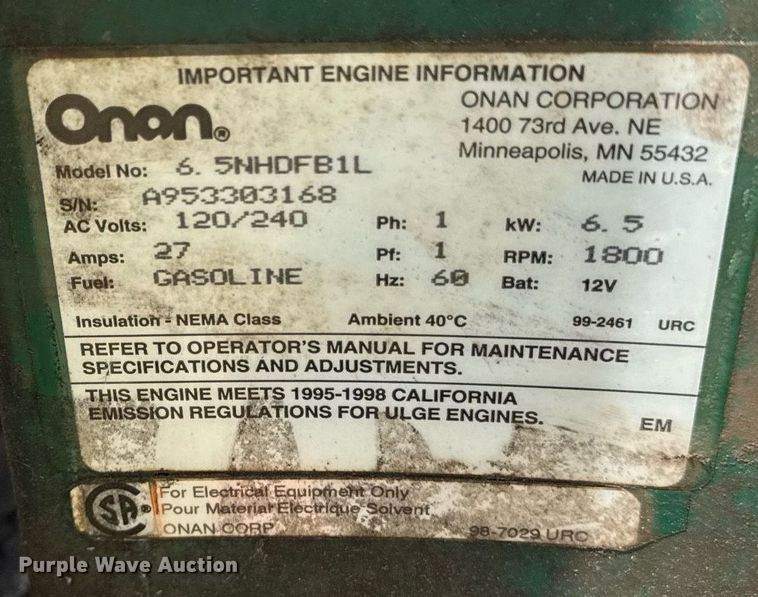 IMPORTANT ENGINE INFORMATION
Onan®
ONAN CORPORATION
1400 73rd Ave. NE
Minneapolis, MN 55432
MADE IN U.S.A.
Model No: 6. 5NHDFB1L
S/N: A953303168
AC Volts: 120/240 Ph: 1 kW: 6. 5
Amps: 27 Pf: 1 RPM: 1800
Fuel: GASOLINE Hz: 60 Bat: 12V
Insulation - NEMA Class Ambient 40°C 99-2461 URC
REFER TO OPERATOR'S MANUAL FOR MAINTENANCE
SPECIFICATIONS AND ADJUSTMENTS.
THIS ENGINE MEETS 1995-1998 CALIFORNIA
EMISSION REGULATIONS FOR ULGE ENGINES.
EM
SA®
For Electrical Equipment Only
Pour Material Electrique Solvent
ONAN CORP
98-7029 URC
Purple Wave Auction